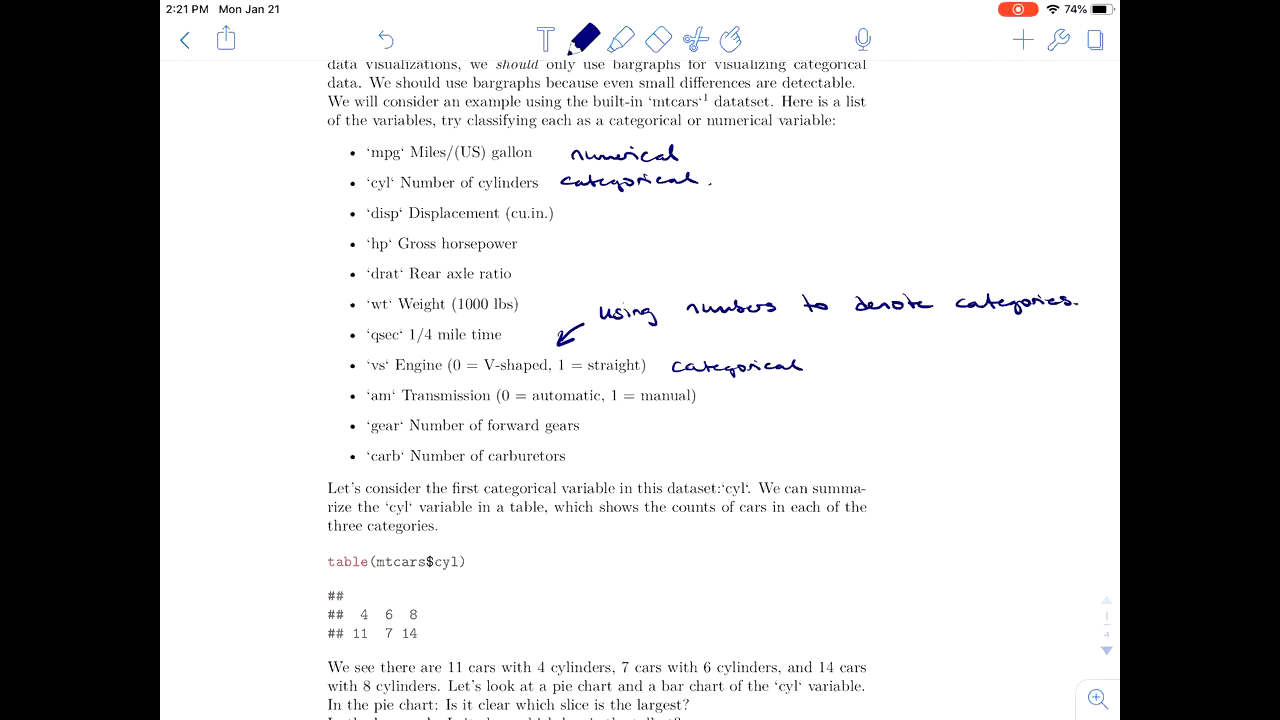 2:21 PM Mon Jan 21 74%
T
data visualizations, we should only use bargraphs for visualizing categorical
data. We should use bargraphs because even small differences are detectable.
We will consider an example using the built-in ‘mtcars‘1 datatset. Here is a list
of the variables, try classifying each as a categorical or numerical variable:
• ‘mpg‘ Miles/(US) gallon numerical
• ‘cyl‘ Number of cylinders categorical.
• ‘disp‘ Displacement (cu.in.)
• ‘hp‘ Gross horsepower
• ‘drat‘ Rear axle ratio
• ‘wt‘ Weight (1000 lbs) using numbers to denote categories.
• ‘qsec‘ 1/4 mile time
• ‘vs‘ Engine (0 = V-shaped, 1 = straight) categorical
• ‘am‘ Transmission (0 = automatic, 1 = manual)
• ‘gear‘ Number of forward gears
• ‘carb‘ Number of carburetors
Let's consider the first categorical variable in this dataset:‘cyl‘. We can summa-
rize the ‘cyl‘ variable in a table, which shows the counts of cars in each of the
three categories.
table(mtcars$cyl)
##
## 4 6 8
## 11 7 14
1
4
We see there are 11 cars with 4 cylinders, 7 cars with 6 cylinders, and 14 cars
with 8 cylinders. Let's look at a pie chart and a bar chart of the ‘cyl‘ variable.
In the pie chart: Is it clear which slice is the largest?